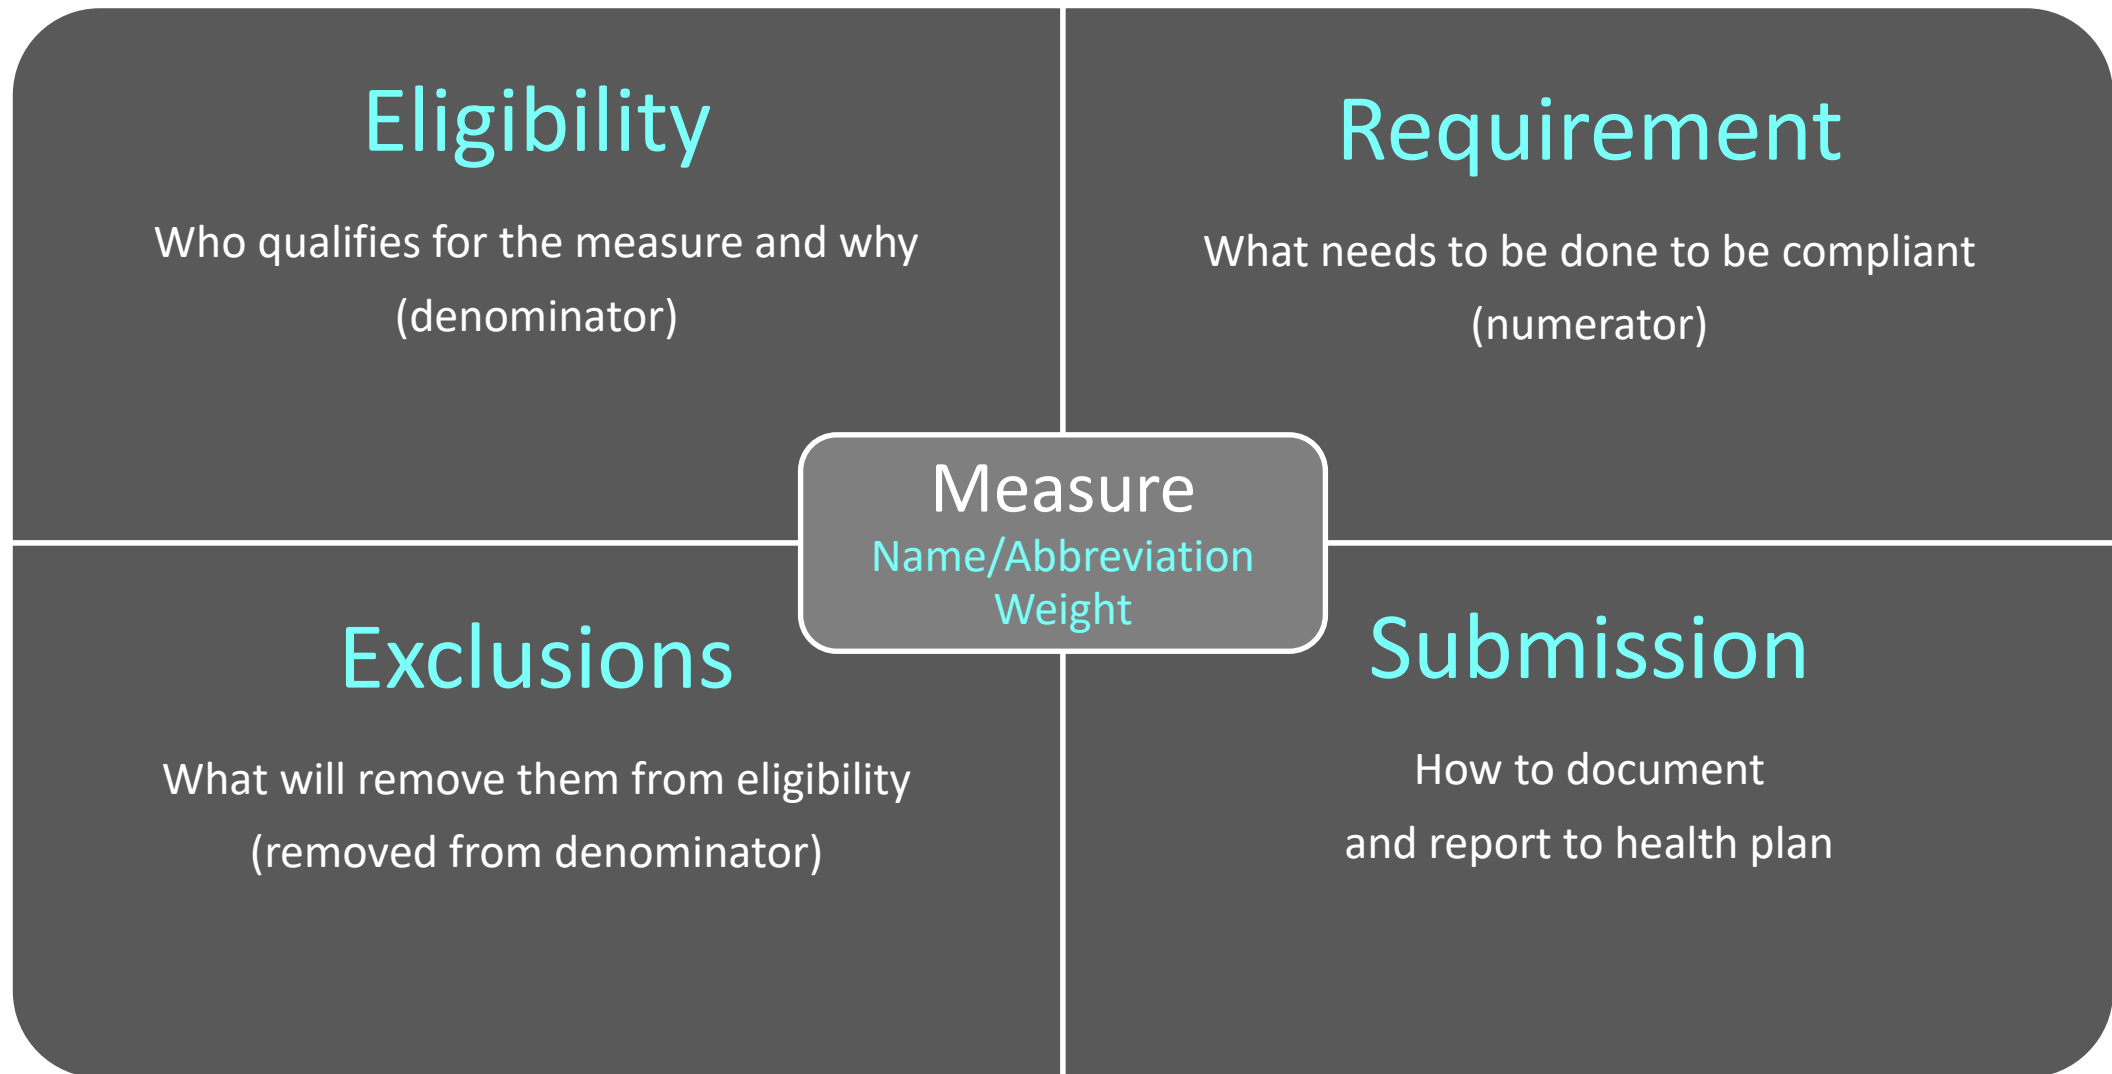 Eligibility
Who qualifies for the measure and why
(denominator)
Requirement
What needs to be done to be compliant
(numerator)
Measure
Name/Abbreviation
Weight
Exclusions
What will remove them from eligibility
(removed from denominator)
Submission
How to document
and report to health plan